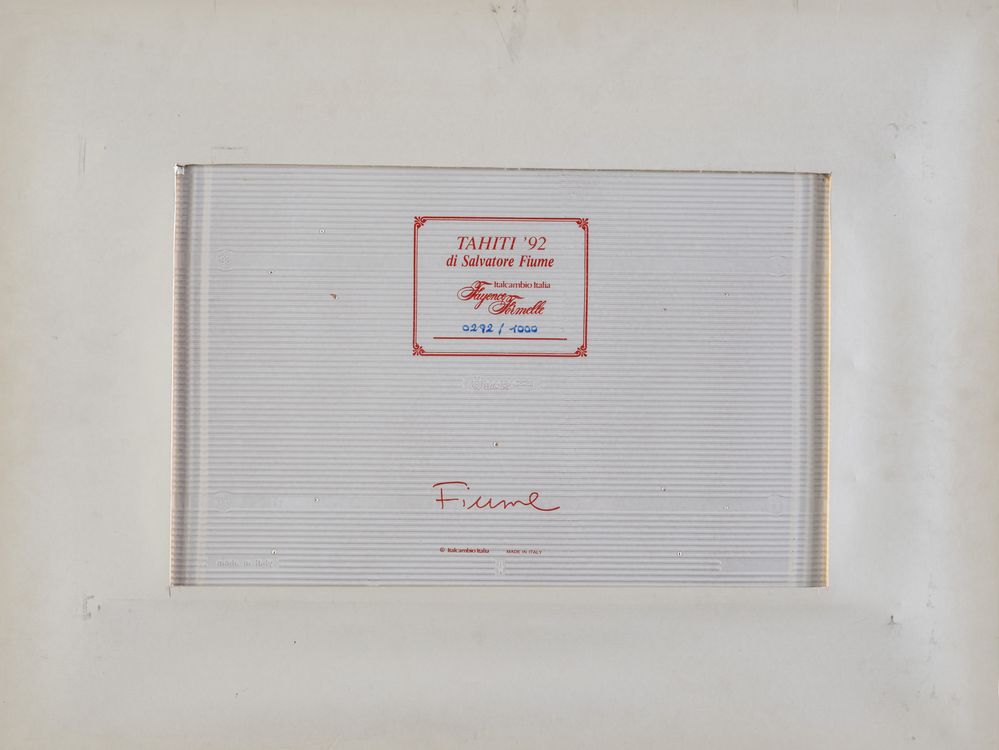 TAHITI '92
di Salvatore Fiume
Italcambio Italia
Fayence Formelle
0292 / 1000
Fiume
© Italcambio Italia MADE IN ITALY
made in Italy